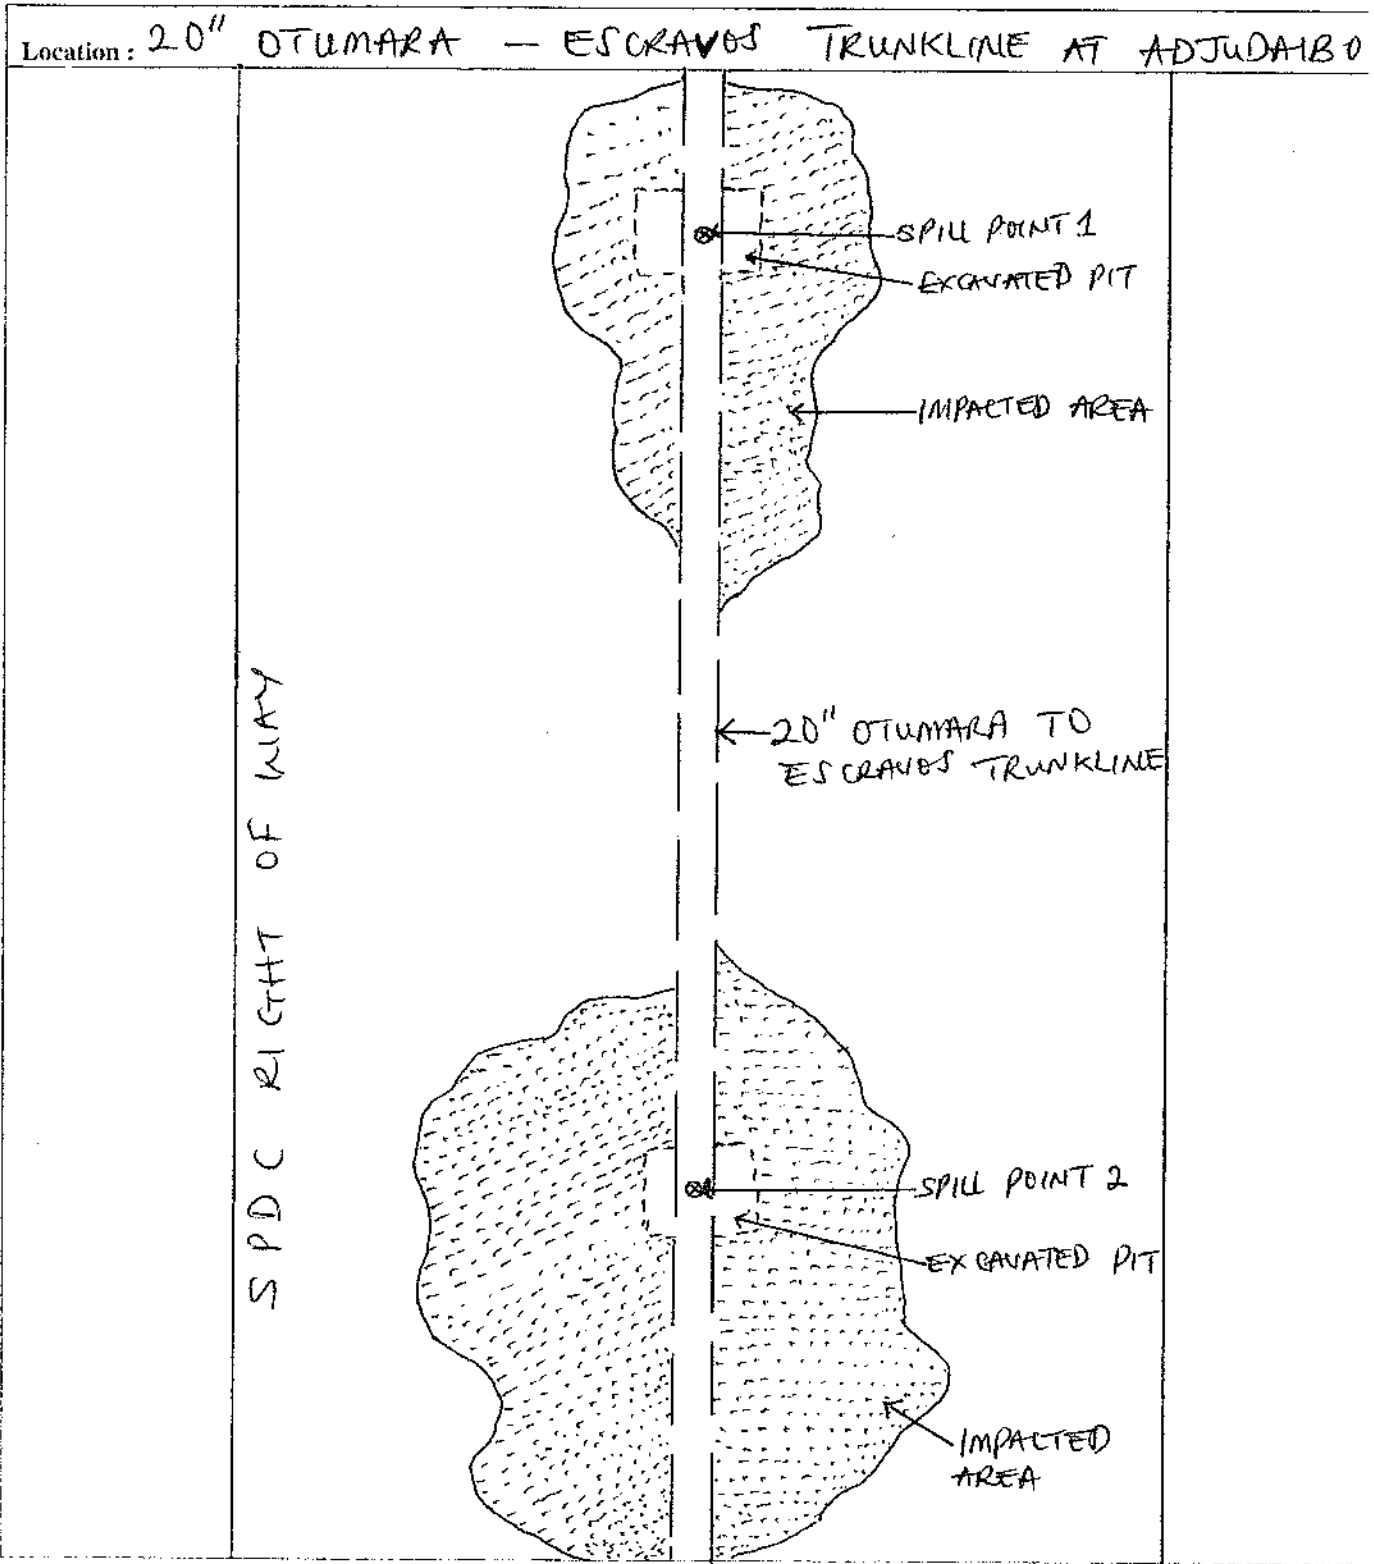 Location : 20" OTUMARA — ESCRAVOS TRUNKLINE AT ADJUDAIBO
SPILL POINT 1
EXCAVATED PIT
IMPACTED AREA
20" OTUMARA TO
ESCRAVOS TRUNKLINE
SPDC RIGHT OF WAY
SPILL POINT 2
EXCAVATED PIT
IMPACTED
AREA